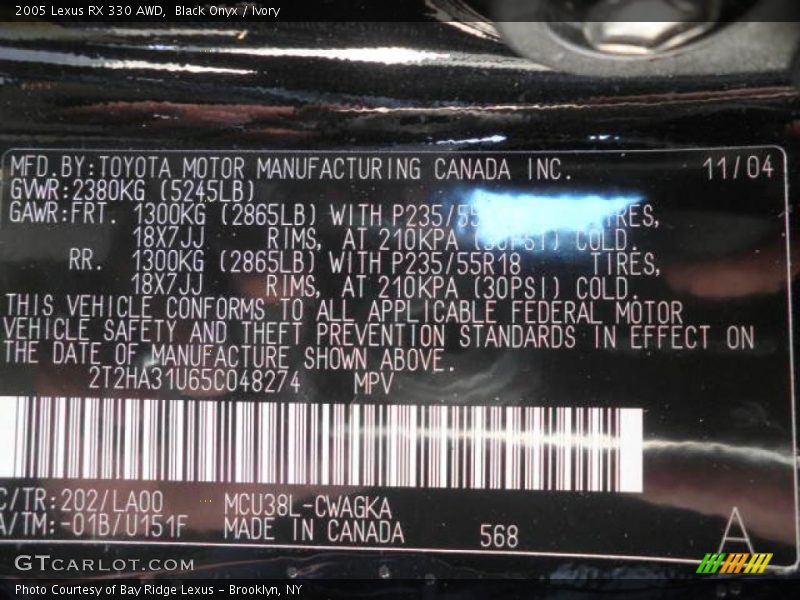 2005 Lexus RX 330 AWD, Black Onyx / Ivory
MFD.BY:TOYOTA MOTOR MANUFACTURING CANADA INC. 11/04
GVWR:2380KG (5245LB)
GAWR:FRT. 1300KG (2865LB) WITH P235/55
18X7JJ RIMS, AT 210KPA (30PSI) COLD.
RR. 1300KG (2865LB) WITH P235/55R18 TIRES,
18X7JJ RIMS, AT 210KPA (30PSI) COLD.
THIS VEHICLE CONFORMS TO ALL APPLICABLE FEDERAL MOTOR
VEHICLE SAFETY AND THEFT PREVENTION STANDARDS IN EFFECT ON
THE DATE OF MANUFACTURE SHOWN ABOVE.
2T2HA31U65C048274 MPV
C/TR:202/LA00 MCU38L-CWAGKA
A/TM:-01B/U151F MADE IN CANADA 568 A
GTCARLOT.COM
Photo Courtesy of Bay Ridge Lexus - Brooklyn, NY